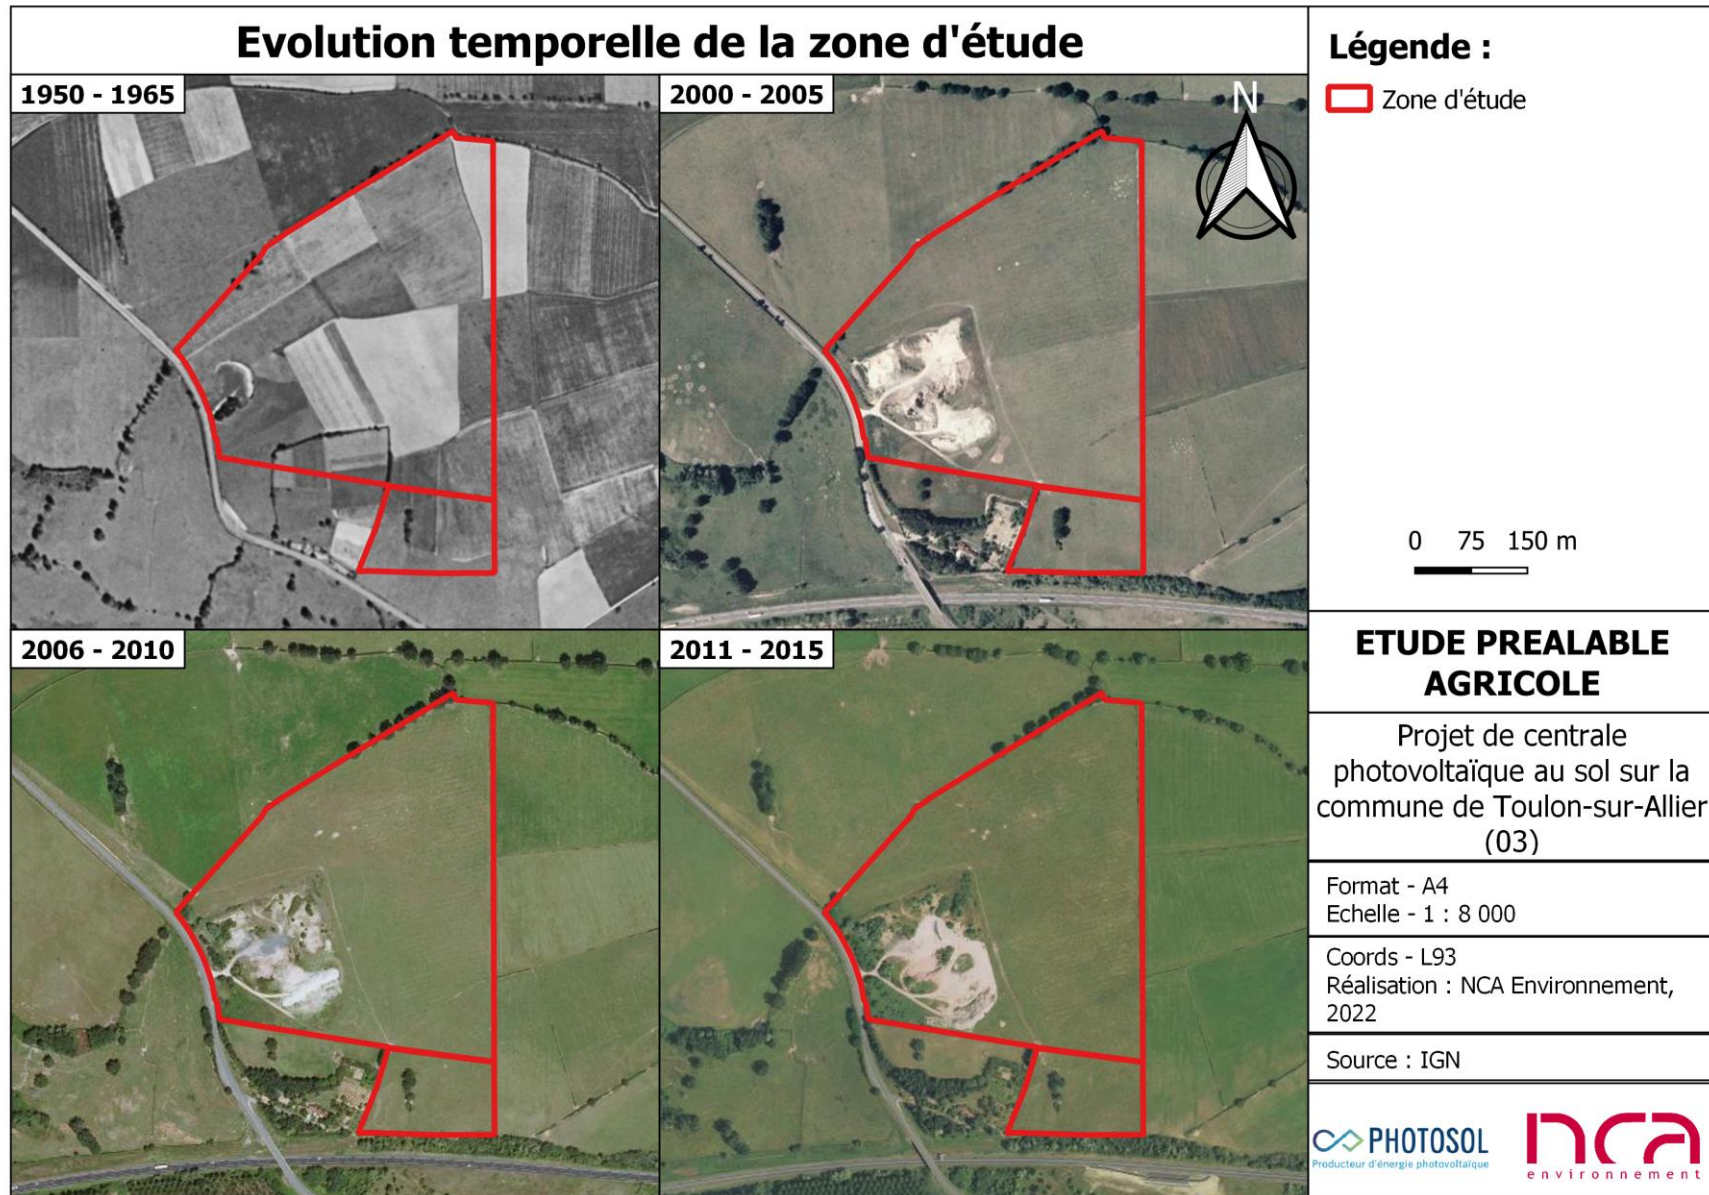 Evolution temporelle de la zone d'étude
1950 - 1965
2000 - 2005
N
2006 - 2010
2011 - 2015
Légende :
Zone d'étude
0 75 150 m
ETUDE PREALABLE
AGRICOLE
Projet de centrale
photovoltaïque au sol sur la
commune de Toulon-sur-Allier
(03)
Format - A4
Echelle - 1 : 8 000
Coords - L93
Réalisation : NCA Environnement,
2022
Source : IGN
PHOTOSOL
Producteur d'énergie photovoltaïque
nca
environnement